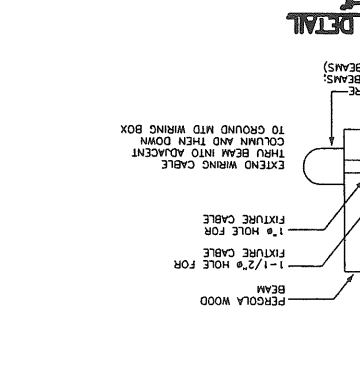 PERGOLA WOOD
BEAM
1-1/2"ø HOLE FOR
FIXTURE CABLE
1"ø HOLE FOR
FIXTURE CABLE
EXTEND WIRING CABLE
THRU BEAM INTO ADJACENT
COLUMN AND THEN DOWN
TO GROUND MTD WIRING BOX
BEAMS:
BEAMS)
DETAIL